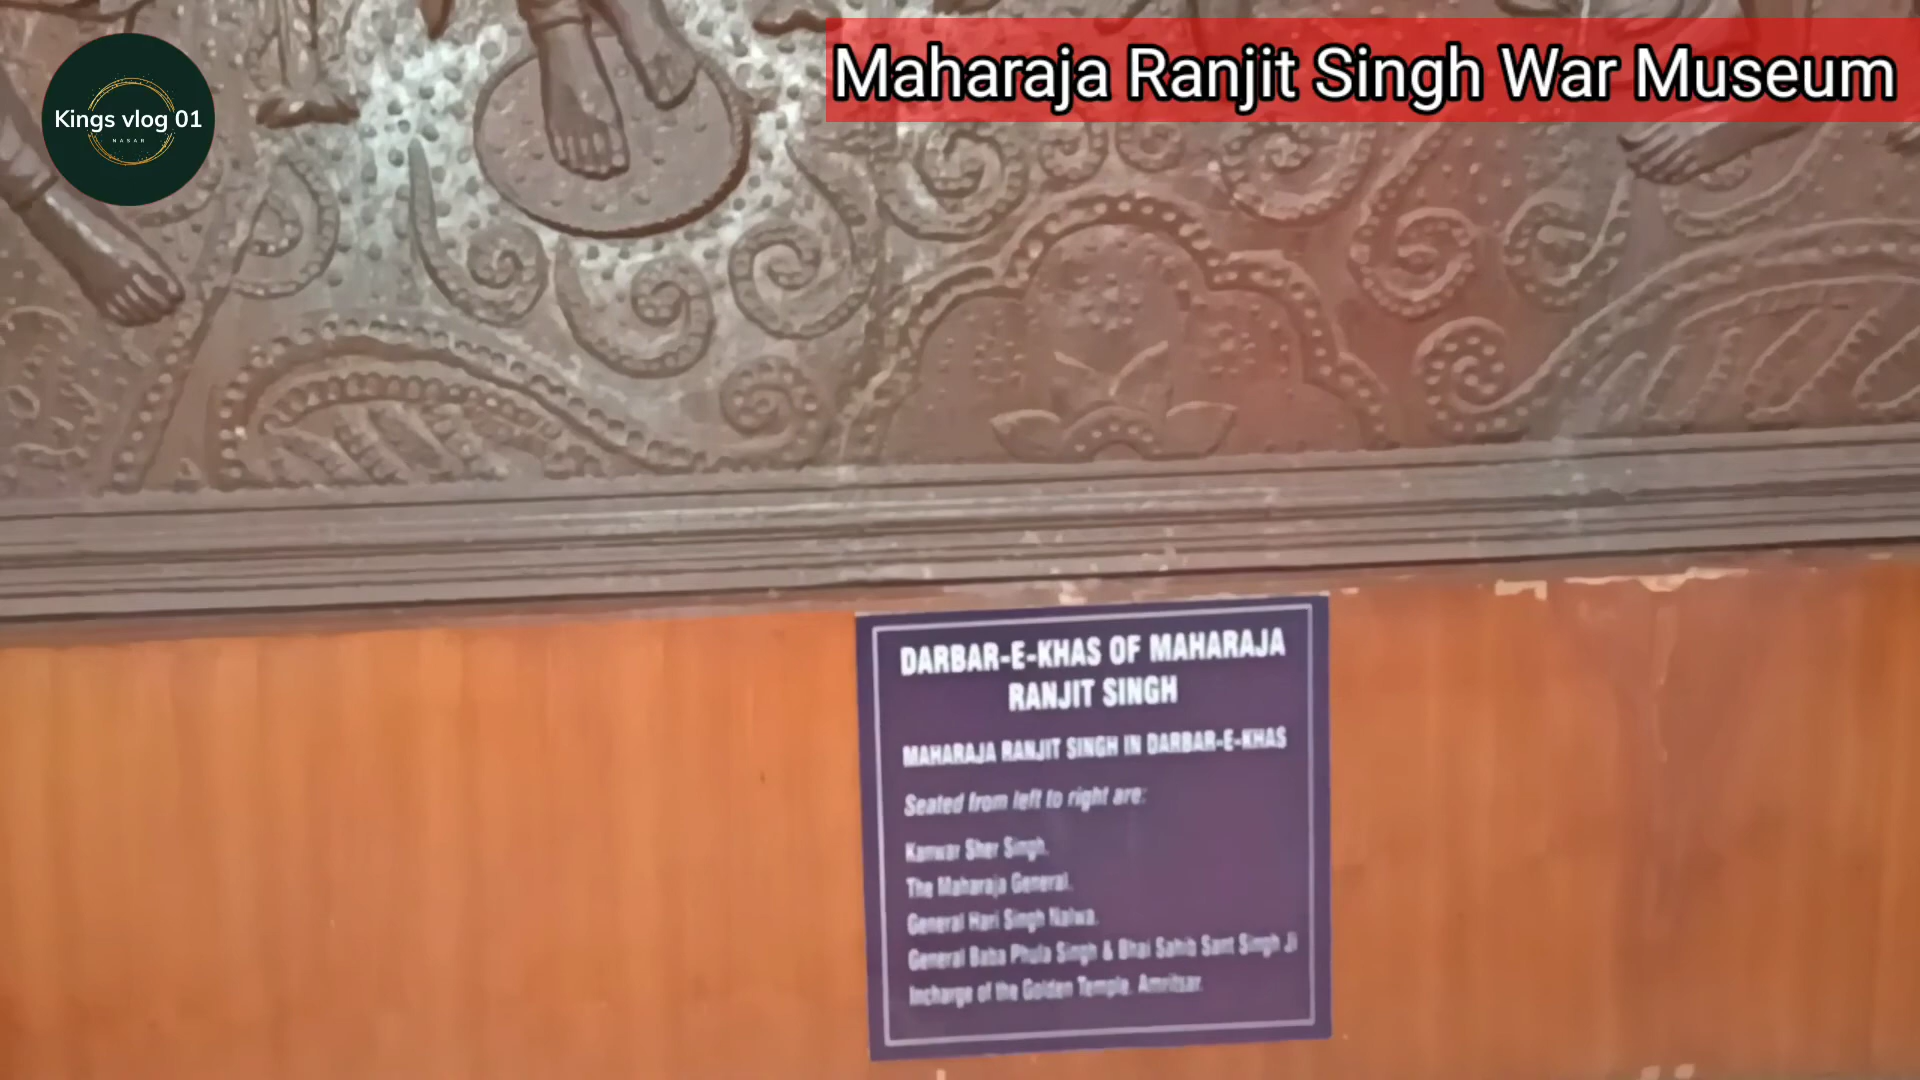 Maharaja Ranjit Singh War Museum
Kings vlog 01
NASAR
DARBAR-E-KHAS OF MAHARAJA
RANJIT SINGH
MAHARAJA RANJIT SINGH IN DARBAR-E-KHAS
Seated from left to right are:
Kanwar Sher Singh.
The Maharaja General.
General Hari Singh Nalwa.
General Baba Phula Singh & Bhai Sahib Sant Singh Ji
Incharge of the Golden Temple. Amritsar.